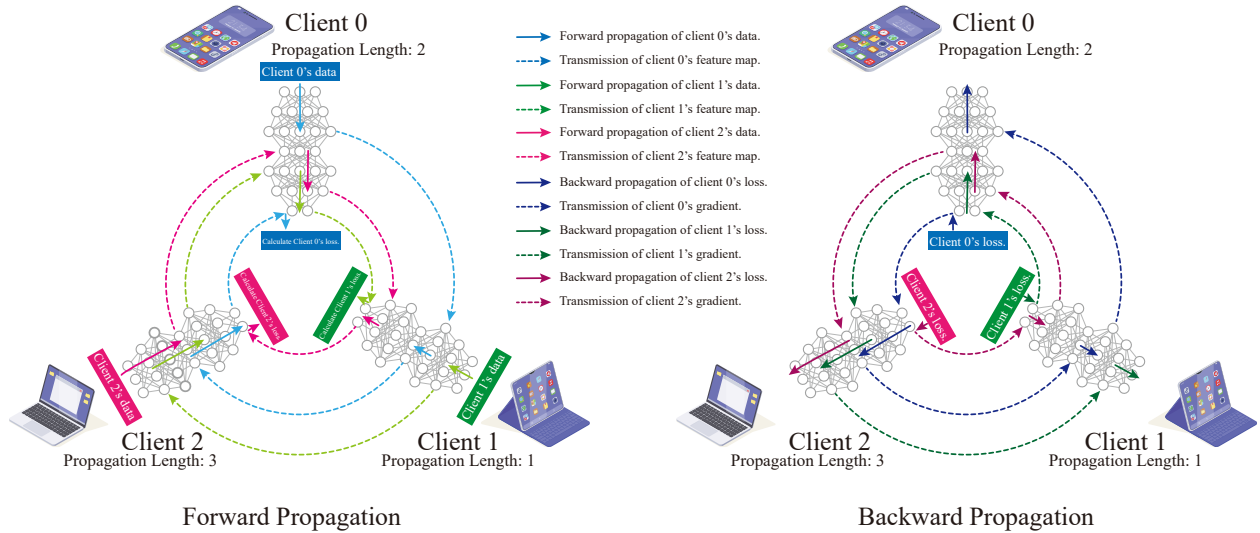 Client 0
Propagation Length: 2
Client 0's data
Calculate Client 0's loss.
Calculate Client 2's loss.
Calculate Client 1's loss.
Client 2's data
Client 1's data
Client 2
Propagation Length: 3
Client 1
Propagation Length: 1
Forward Propagation
Forward propagation of client 0's data.
Transmission of client 0's feature map.
Forward propagation of client 1's data.
Transmission of client 1's feature map.
Forward propagation of client 2's data.
Transmission of client 2's feature map.
Backward propagation of client 0's loss.
Transmission of client 0's gradient.
Backward propagation of client 1's loss.
Transmission of client 1's gradient.
Backward propagation of client 2's loss.
Transmission of client 2's gradient.
Client 0
Propagation Length: 2
Client 0's loss.
Client 2's loss.
Client 1's loss.
Client 2
Propagation Length: 3
Client 1
Propagation Length: 1
Backward Propagation